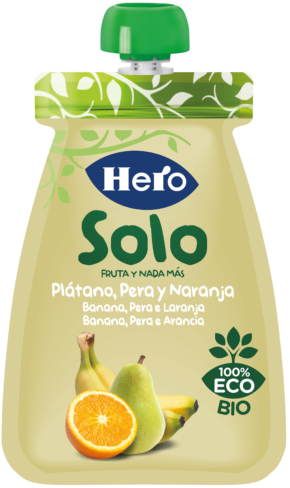 Hero
Solo
FRUTA Y NADA MÁS
Plátano, Pera y Naranja
Banana, Pera e Laranja
Banana, Pera e Arancia
100%
ECO
BIO